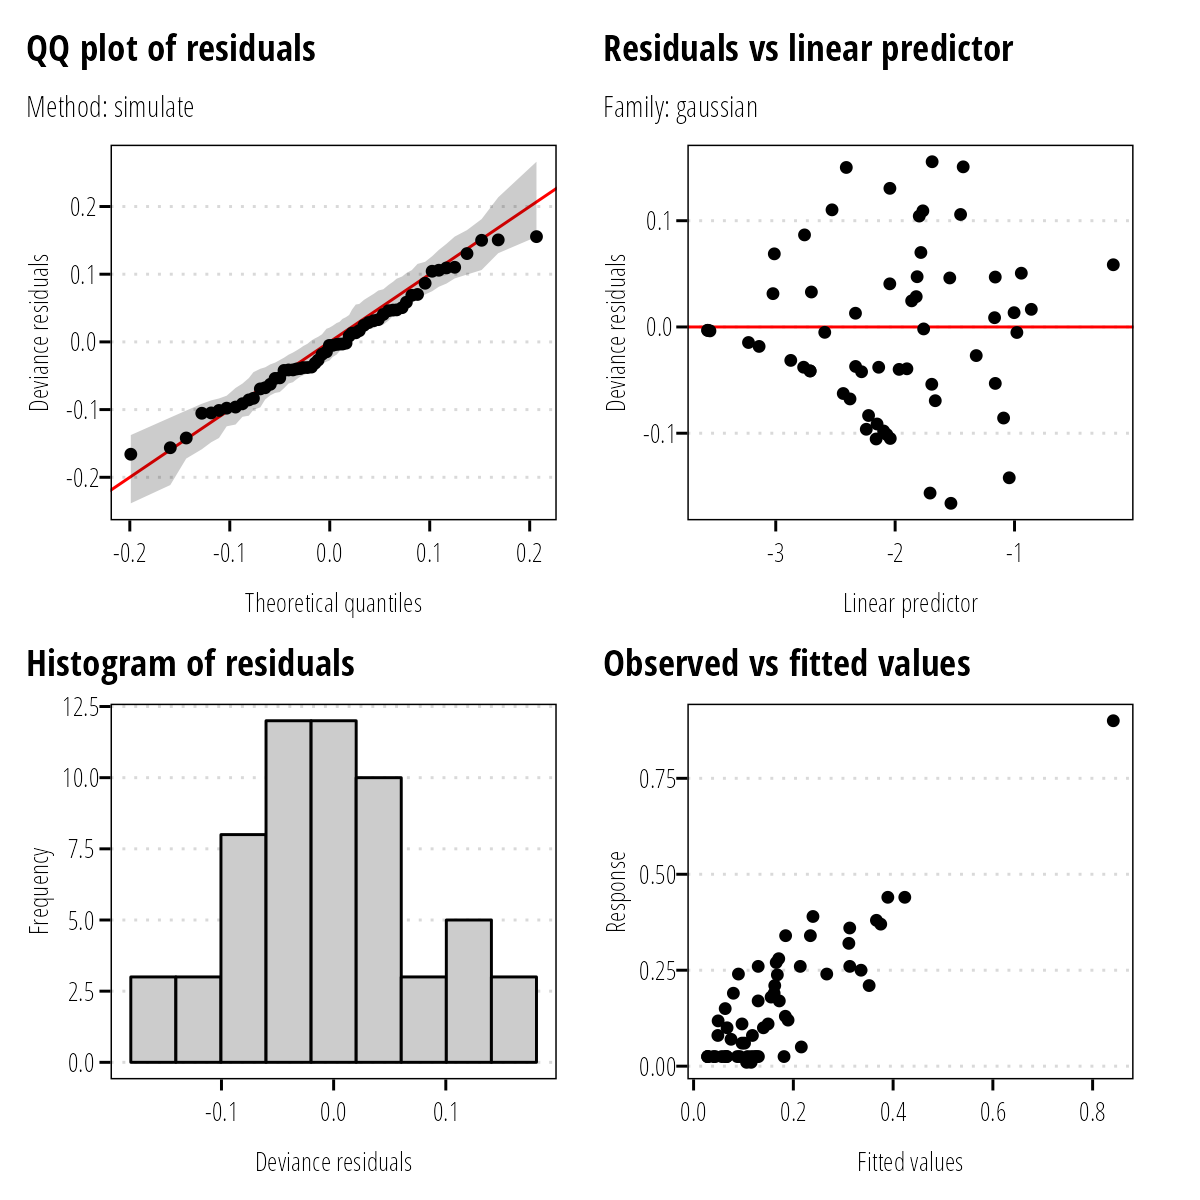 QQ plot of residuals
Method: simulate
Deviance residuals
0.2
0.1
0.0
-0.1
-0.2
-0.2 -0.1 0.0 0.1 0.2
Theoretical quantiles
Residuals vs linear predictor
Family: gaussian
Deviance residuals
0.1
0.0
-0.1
-3 -2 -1
Linear predictor
Histogram of residuals
Frequency
12.5
10.0
7.5
5.0
2.5
0.0
-0.1 0.0 0.1
Deviance residuals
Observed vs fitted values
Response
0.75
0.50
0.25
0.00
0.0 0.2 0.4 0.6 0.8
Fitted values